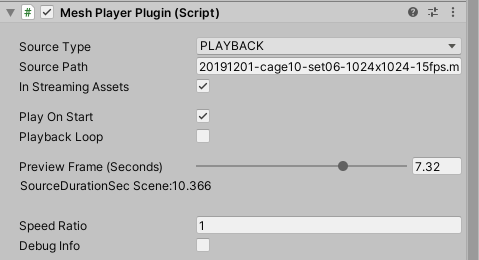 # Mesh Player Plugin (Script)
Source Type PLAYBACK
Source Path 20191201-cage10-set06-1024x1024-15fps.m
In Streaming Assets
Play On Start
Playback Loop
Preview Frame (Seconds) 7.32
SourceDurationSec Scene:10.366
Speed Ratio 1
Debug Info